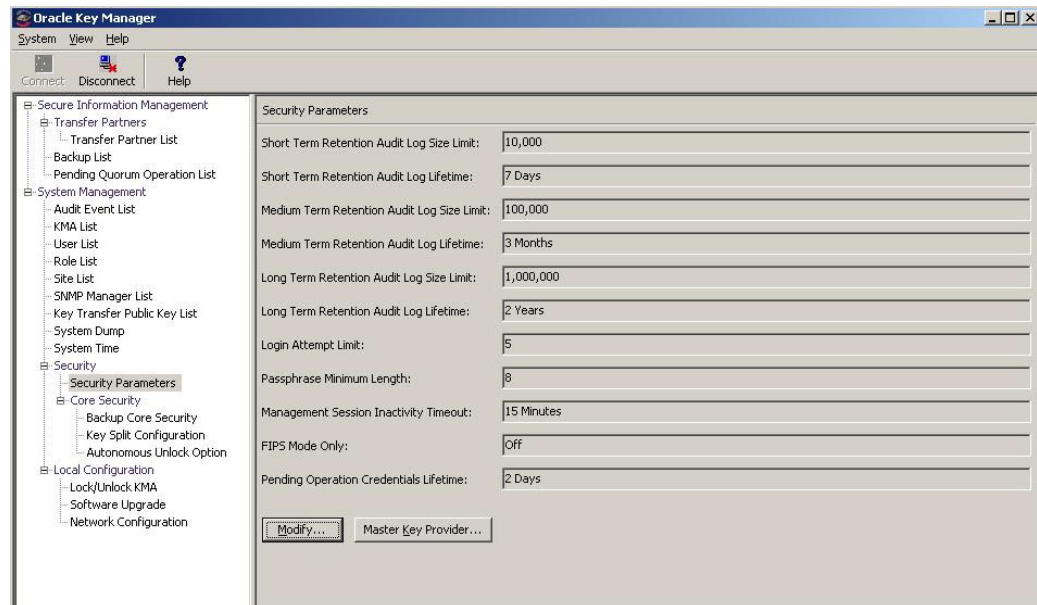 Oracle Key Manager
System View Help
Connect Disconnect Help
Secure Information Management
Transfer Partners
Transfer Partner List
Backup List
Pending Quorum Operation List
System Management
Audit Event List
KMA List
User List
Role List
Site List
SNMP Manager List
Key Transfer Public Key List
System Dump
System Time
Security
Security Parameters
Core Security
Backup Core Security
Key Split Configuration
Autonomous Unlock Option
Local Configuration
Lock/Unlock KMA
Software Upgrade
Network Configuration
Security Parameters
Short Term Retention Audit Log Size Limit: 10,000
Short Term Retention Audit Log Lifetime: 7 Days
Medium Term Retention Audit Log Size Limit: 100,000
Medium Term Retention Audit Log Lifetime: 3 Months
Long Term Retention Audit Log Size Limit: 1,000,000
Long Term Retention Audit Log Lifetime: 2 Years
Login Attempt Limit: 5
Passphrase Minimum Length: 8
Management Session Inactivity Timeout: 15 Minutes
FIPS Mode Only: Off
Pending Operation Credentials Lifetime: 2 Days
Modify... Master Key Provider...